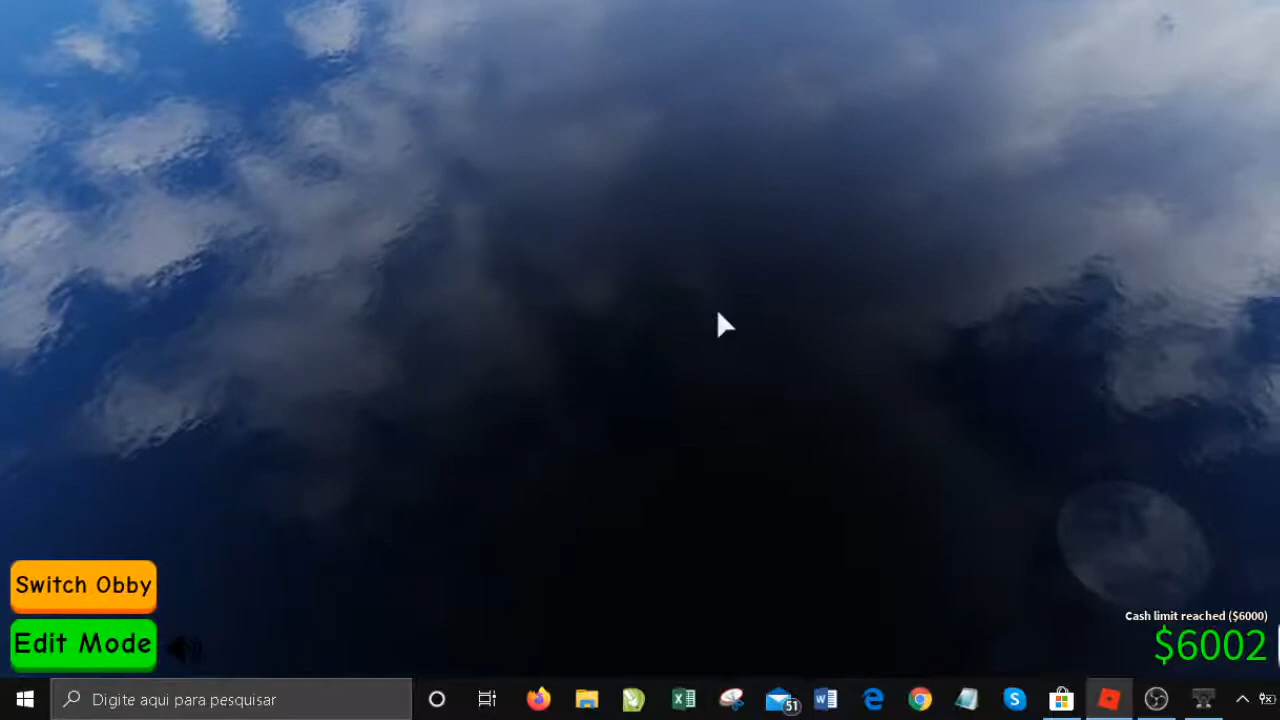 Switch Obby
Edit Mode
Cash limit reached ($6000)
$6002
Digite aqui para pesquisar
51